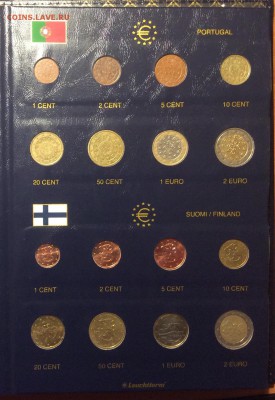 COINS.LAVE.RU
PORTUGAL
1 CENT 2 CENT 5 CENT 10 CENT
20 CENT 50 CENT 1 EURO 2 EURO
SUOMI / FINLAND
1 CENT 2 CENT 5 CENT 10 CENT
20 CENT 50 CENT 1 EURO 2 EURO
Leuchtturm